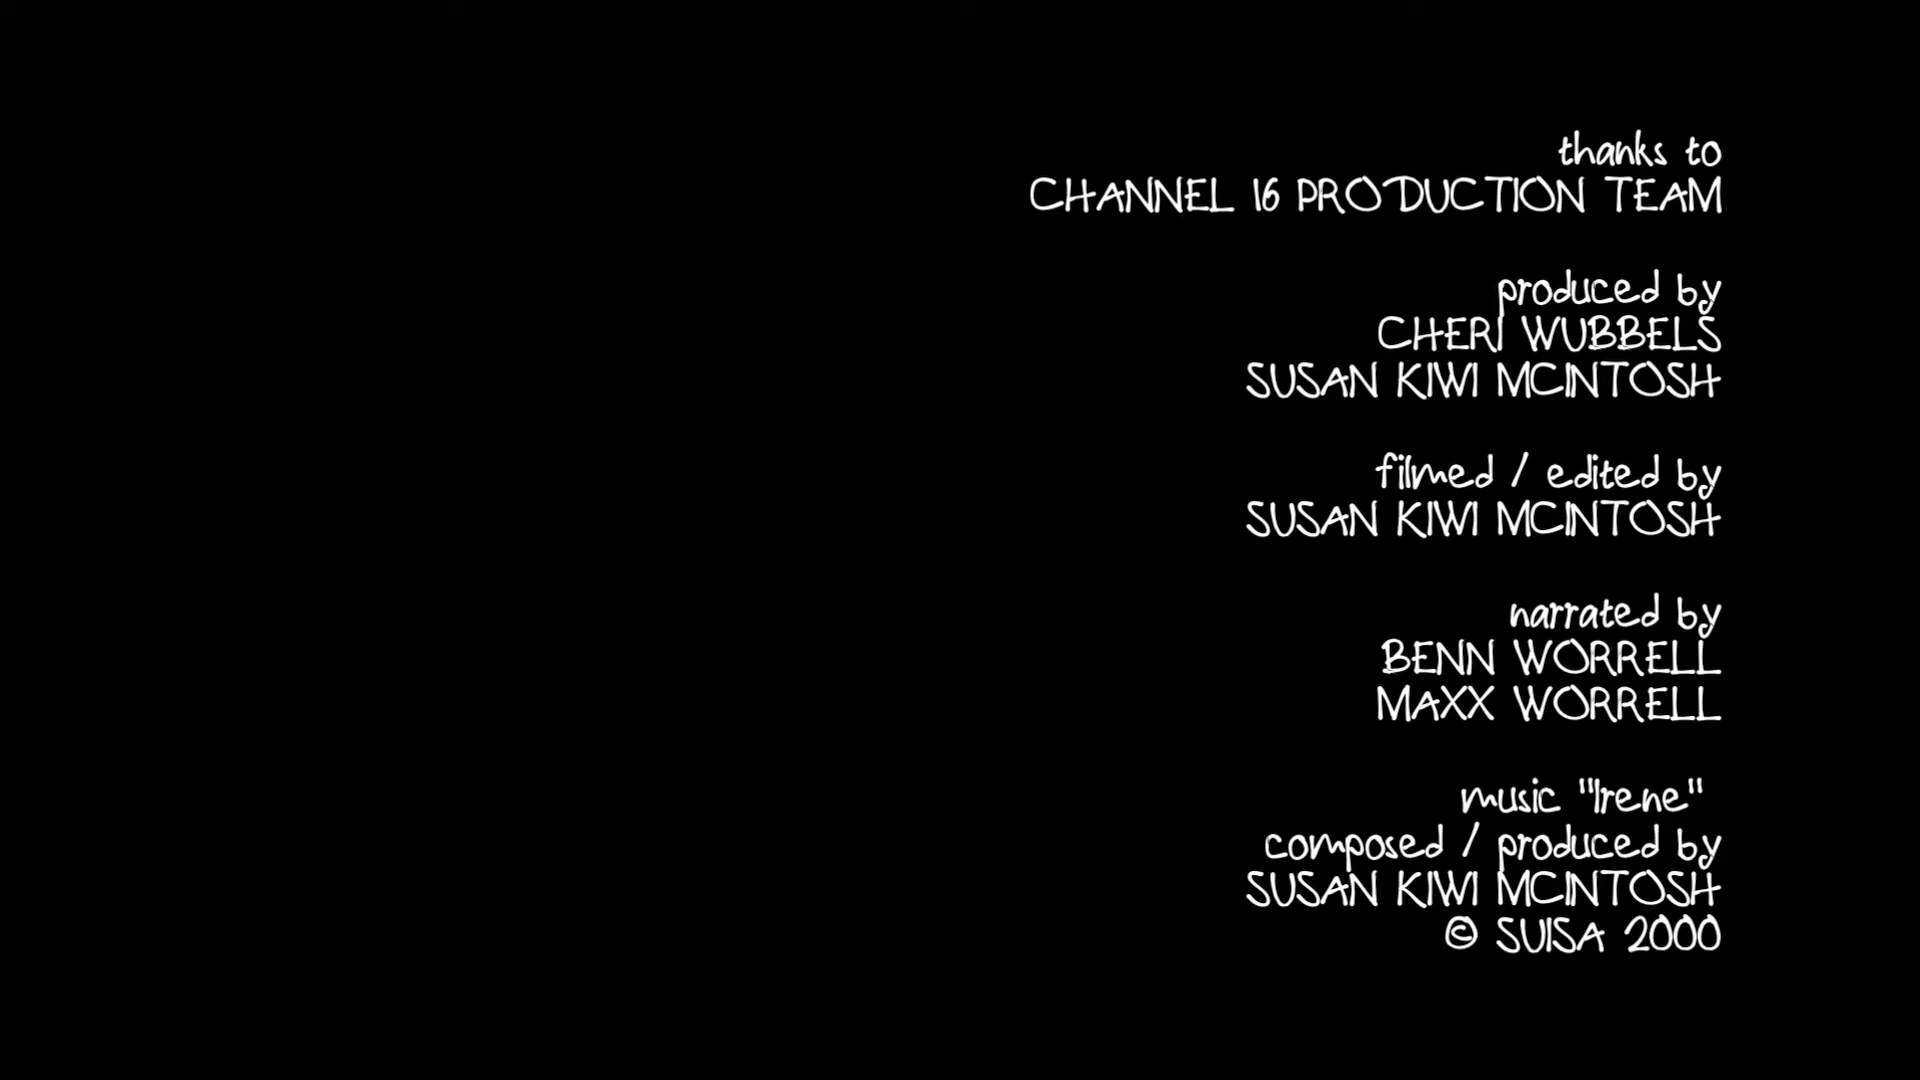 thanks to
CHANNEL 16 PRODUCTION TEAM
produced by
CHERI WUBBELS
SUSAN KIWI MCINTOSH
filmed / edited by
SUSAN KIWI MCINTOSH
narrated by
BENN WORRELL
MAXX WORRELL
music "Irene"
composed / produced by
SUSAN KIWI MCINTOSH
© SUISA 2000